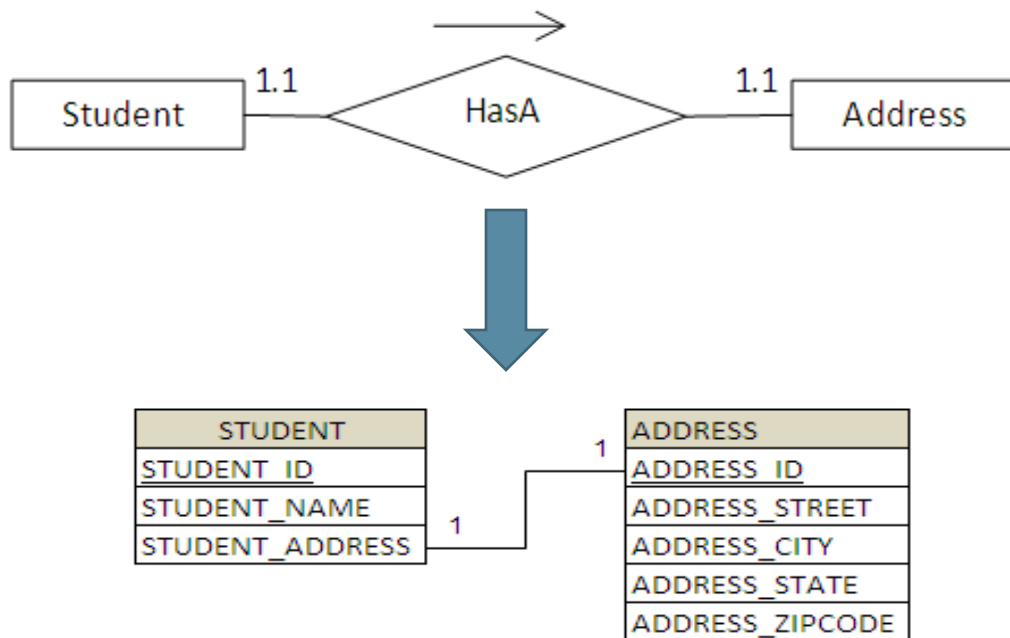 1.1
1.1
Student
HasA
Address
STUDENT
STUDENT_ID
STUDENT_NAME
STUDENT_ADDRESS
1
1
ADDRESS
ADDRESS_ID
ADDRESS_STREET
ADDRESS_CITY
ADDRESS_STATE
ADDRESS_ZIPCODE